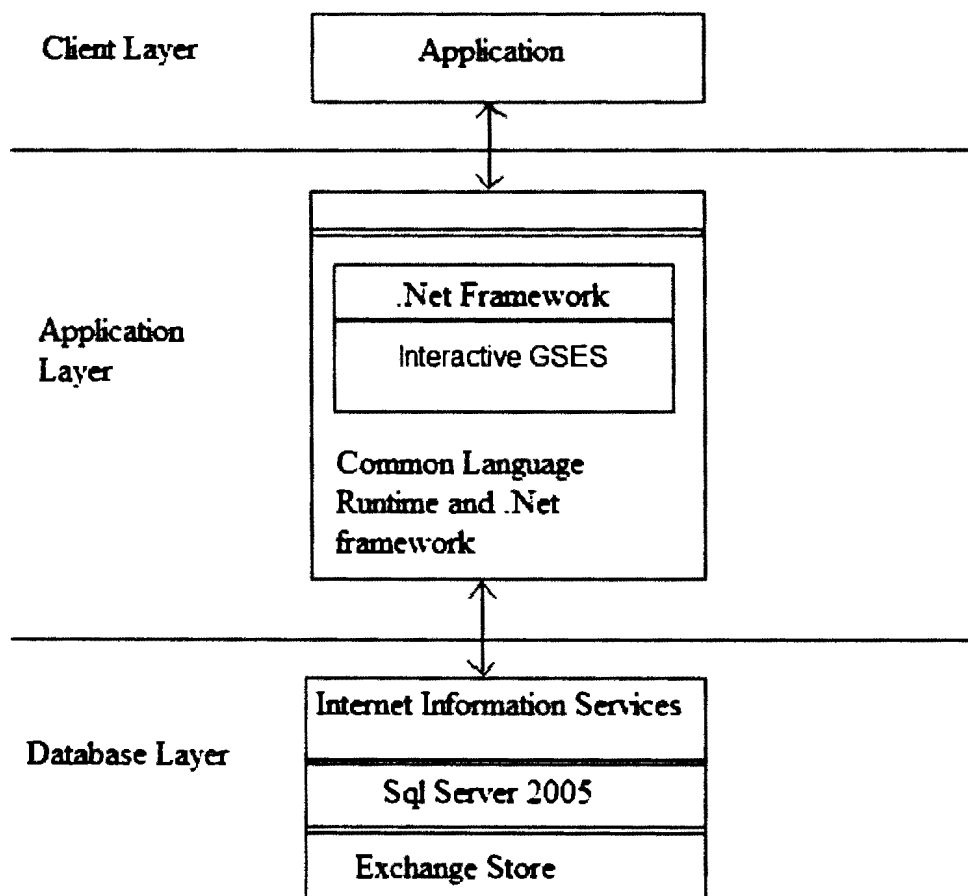 Client Layer
Application
.Net Framework
Interactive GSES
Application
Layer
Common Language
Runtime and .Net
framework
Internet Information Services
Database Layer
Sql Server 2005
Exchange Store